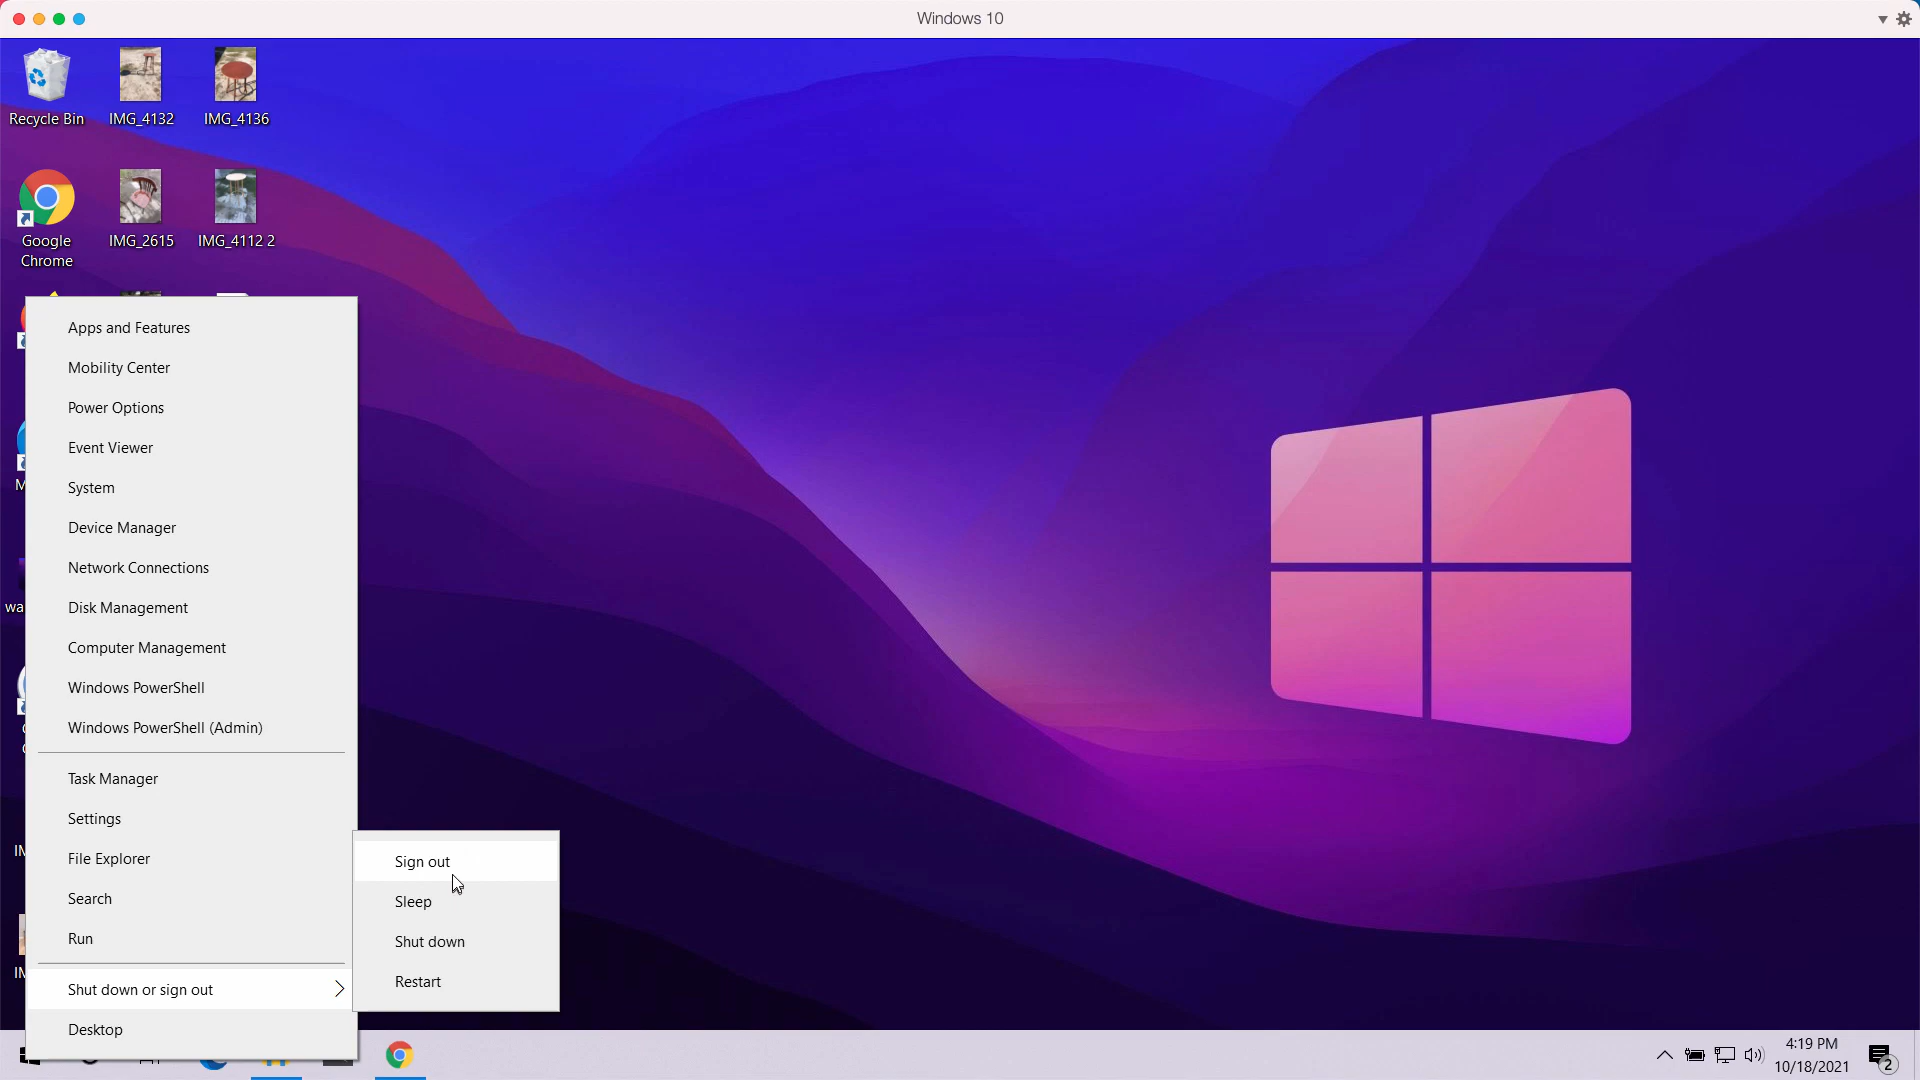 Windows 10
Recycle Bin
IMG_4132
IMG_4136
Google
Chrome
IMG_2615
IMG_4112 2
Apps and Features
Mobility Center
Power Options
Event Viewer
System
Device Manager
Network Connections
Disk Management
Computer Management
Windows PowerShell
Windows PowerShell (Admin)
Task Manager
Settings
File Explorer
Search
Run
Shut down or sign out
Desktop
Sign out
Sleep
Shut down
Restart
4:19 PM
10/18/2021
2